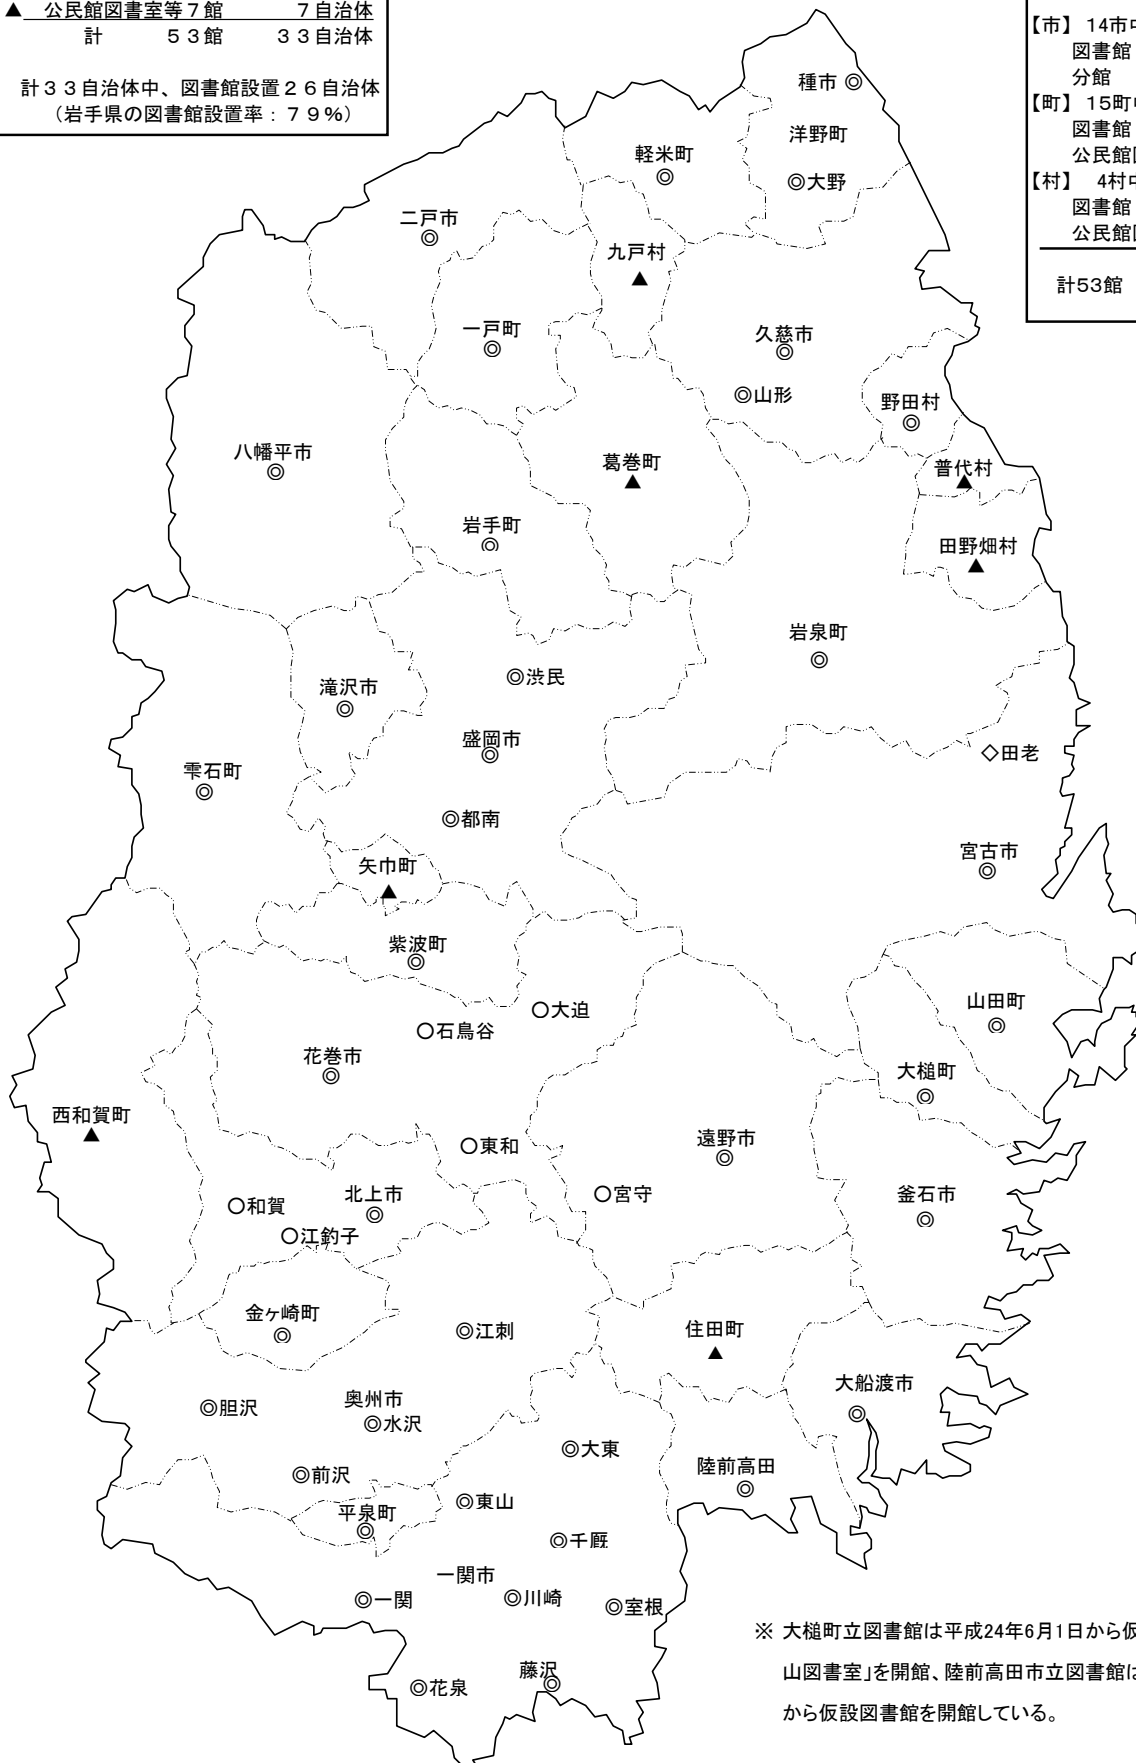 ▲ 公民館図書室等７館 ７自治体
計 ５３館 ３３自治体
計３３自治体中、図書館設置２６自治体
（岩手県の図書館設置率：７９％）
【市】 14市中
図書館
分館
【町】 15町中
図書館
公民館図
【村】 4村中
図書館
公民館図
計53館
種市◎
洋野町
◎大野
軽米町
◎
二戸市
◎
九戸村
▲
一戸町
◎
久慈市
◎
◎山形
野田村
◎
八幡平市
◎
葛巻町
▲
普代村
▲
岩手町
◎
田野畑村
▲
岩泉町
◎
◎渋民
滝沢市
◎
盛岡市
◎
◇田老
雫石町
◎
◎都南
宮古市
◎
矢巾町
▲
紫波町
◎
○大迫
山田町
◎
○石鳥谷
花巻市
◎
大槌町
◎
西和賀町
▲
○東和
遠野市
◎
○宮守
釜石市
◎
○和賀
北上市
◎
○江釣子
金ヶ崎町
◎
◎江刺
住田町
▲
大船渡市
◎
◎胆沢
奥州市
◎水沢
◎大東
◎前沢
陸前高田
◎
◎東山
平泉町
◎
◎千厩
一関市
◎一関
◎川崎
◎室根
藤沢
◎
◎花泉
※ 大槌町立図書館は平成24年6月1日から仮
山図書室」を開館、陸前高田市立図書館は
から仮設図書館を開館している。